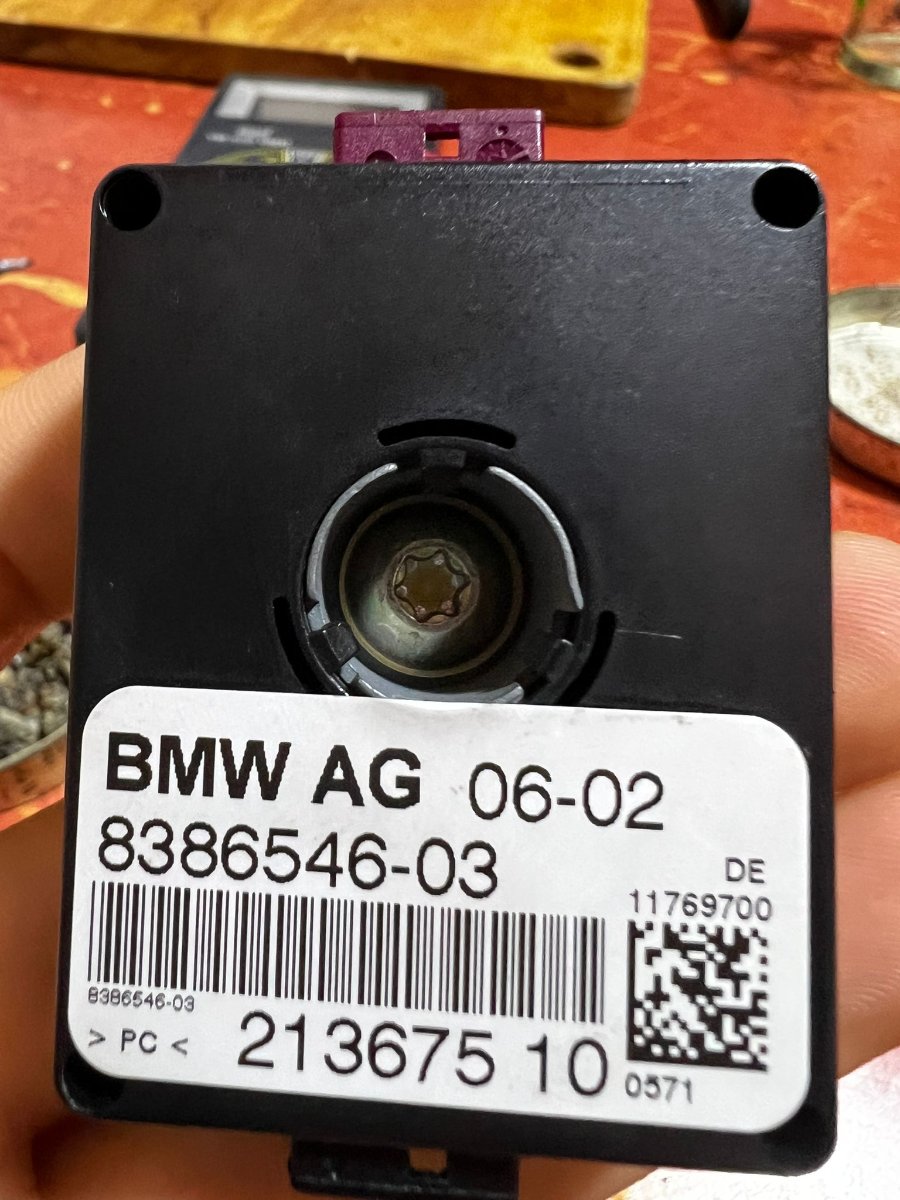 BMW AG 06-02
8386546-03
DE
11769700
8386546-03
> PC <
213675 10
0571